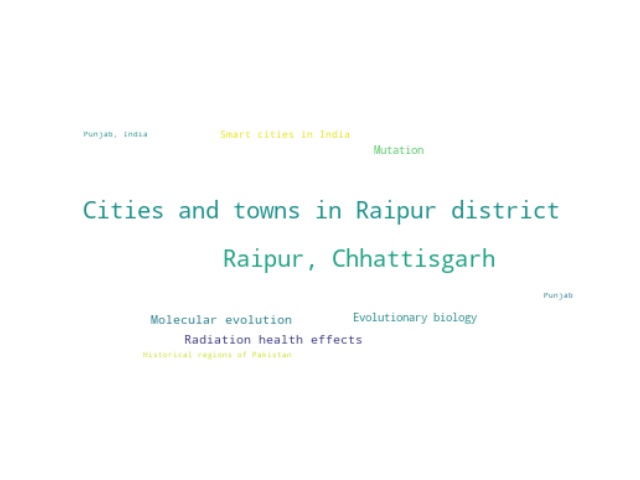 Punjab, India
Smart cities in India
Mutation
Cities and towns in Raipur district
Raipur, Chhattisgarh
Punjab
Molecular evolution
Evolutionary biology
Radiation health effects
Historical regions of Pakistan